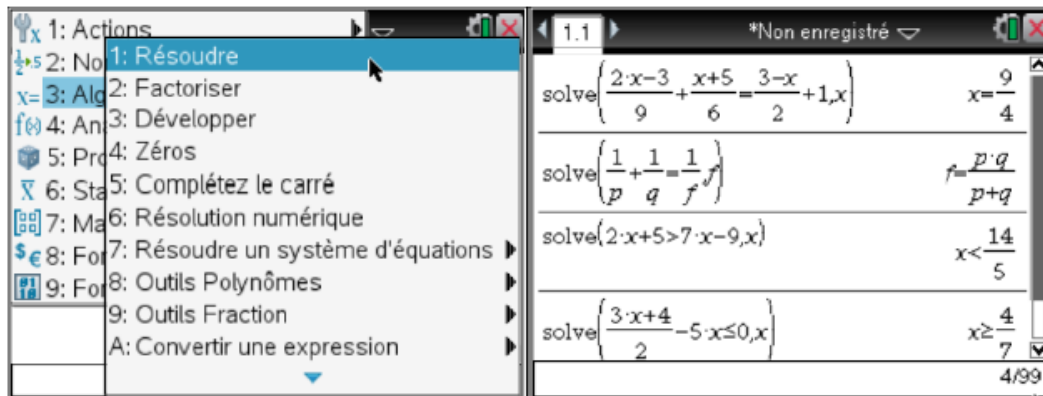 1: Actions
2: No
3: Alg
4: An
5: Pro
6: Sta
7: Ma
8: For
9: For
1: Résoudre
2: Factoriser
3: Développer
4: Zéros
5: Complétez le carré
6: Résolution numérique
7: Résoudre un système d'équations
8: Outils Polynômes
9: Outils Fraction
A: Convertir une expression
1.1 *Non enregistré
solve((2·x−3)/9+(x+5)/6=(3−x)/2+1,x) x=9/4
solve(1/p+1/q=1/f,f) f=p·q/(p+q)
solve(2·x+5>7·x−9,x) x<14/5
solve((3·x+4)/2−5·x≤0,x) x≥4/7
4/99